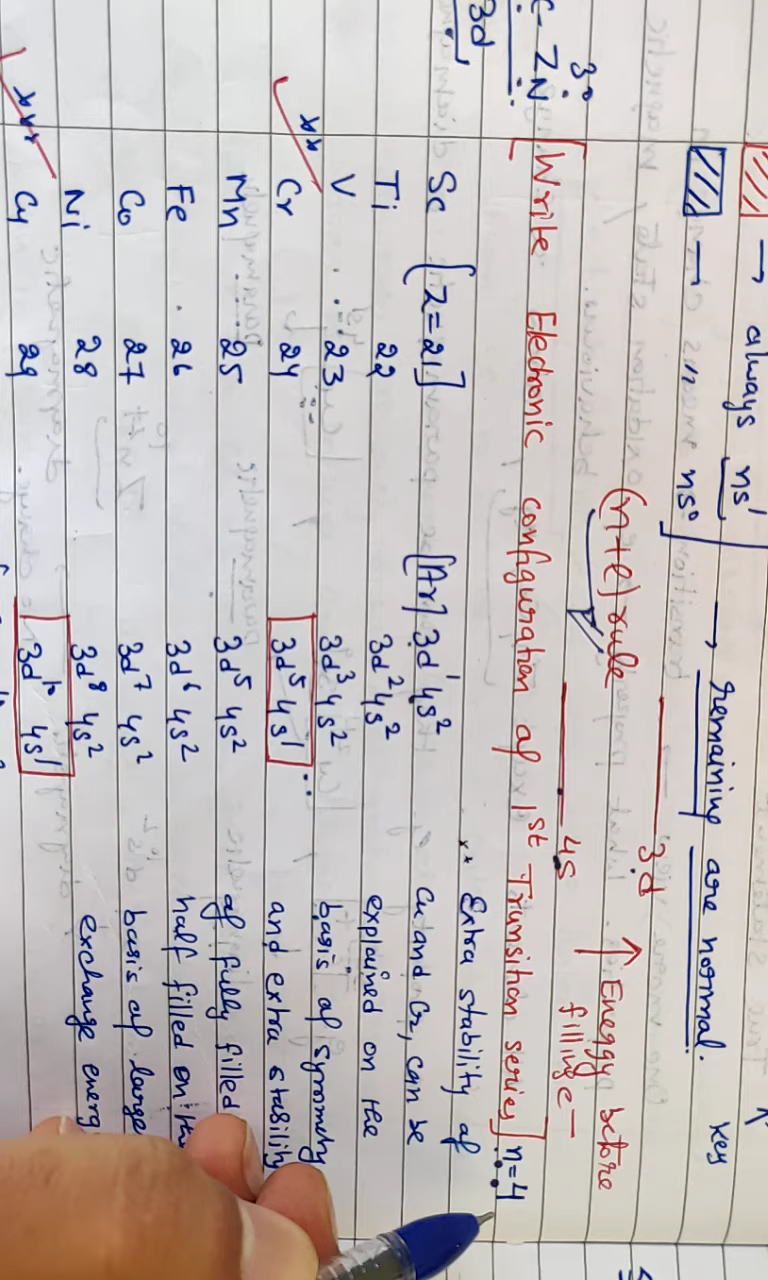 → always ns¹
→ ns⁰ → remaining are normal. Key
(n+l) rule 3d ↑ Energy before
4s filling e–
3° - ZN
3d
[Write Electronic configuration of 1st Transition series] n=4
Sc [Z=21] [Ar] 3d¹ 4s²
Ti 22 3d² 4s²
V 23 3d³ 4s²
** Cr 24 3d⁵ 4s¹
Mn 25 3d⁵ 4s²
Fe 26 3d⁶ 4s²
Co 27 3d⁷ 4s²
Ni 28 3d⁸ 4s²
*** Cu 29 3d¹⁰ 4s¹
** Extra stability of
Cu and Cr, can be
explained on the
basis of symmetry
and extra stability
of fully filled
half filled on th
basis of large
exchange energ